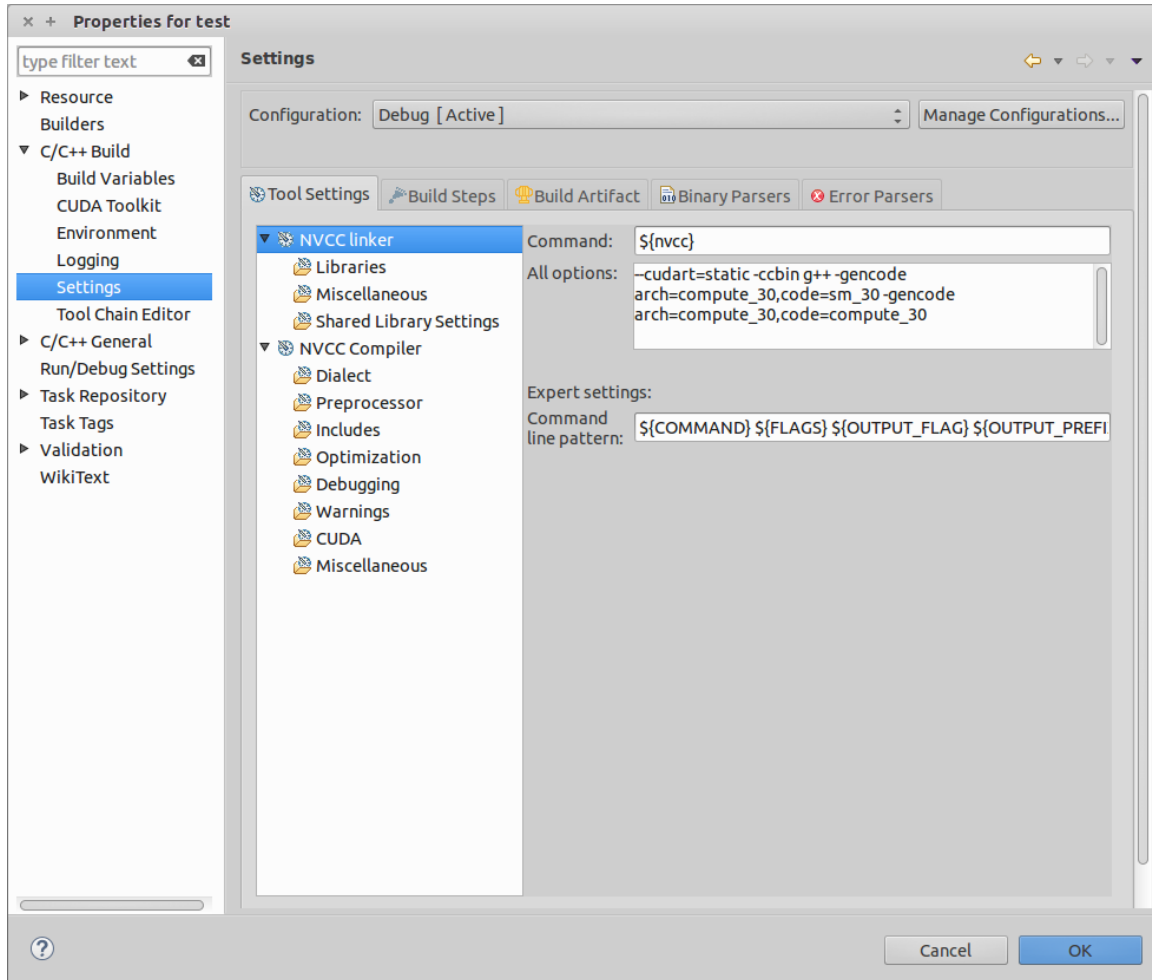 Properties for test
type filter text
Resource
Builders
C/C++ Build
Build Variables
CUDA Toolkit
Environment
Logging
Settings
Tool Chain Editor
C/C++ General
Run/Debug Settings
Task Repository
Task Tags
Validation
WikiText
Settings
Configuration: Debug [ Active ] Manage Configurations...
Tool Settings Build Steps Build Artifact Binary Parsers Error Parsers
NVCC linker
Libraries
Miscellaneous
Shared Library Settings
NVCC Compiler
Dialect
Preprocessor
Includes
Optimization
Debugging
Warnings
CUDA
Miscellaneous
Command: ${nvcc}
All options: --cudart=static -ccbin g++ -gencode
arch=compute_30,code=sm_30 -gencode
arch=compute_30,code=compute_30
Expert settings:
Command
line pattern: ${COMMAND} ${FLAGS} ${OUTPUT_FLAG} ${OUTPUT_PREFI
Cancel OK